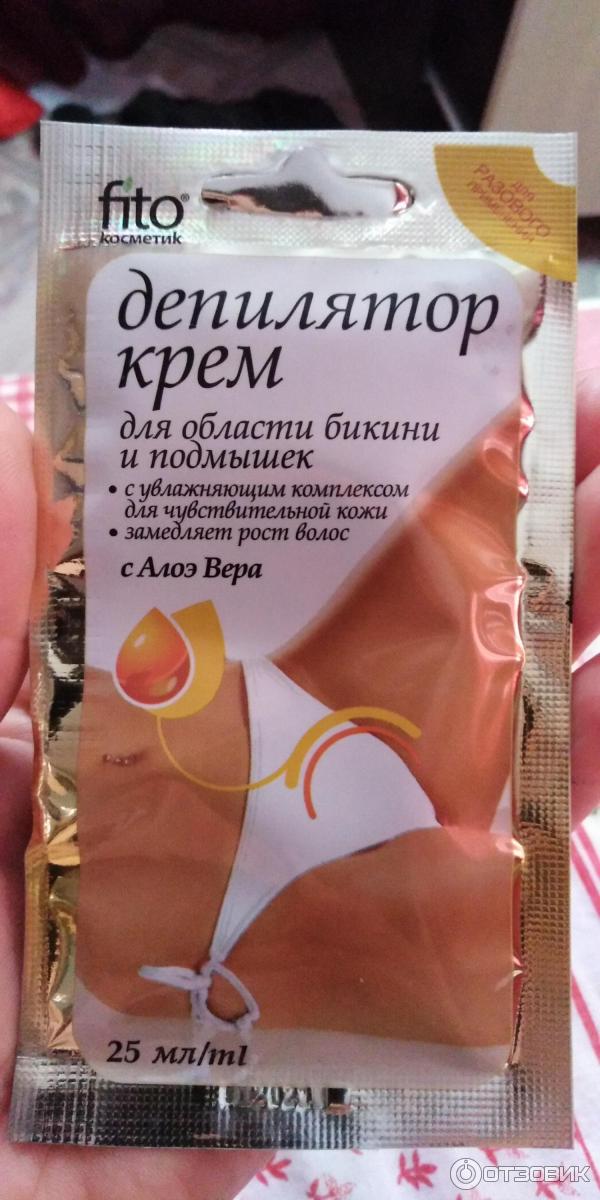 fito®
косметик
для
РАЗОВОГО
применения
депилятор
крем
для области бикини
и подмышек
• с увлажняющим комплексом
для чувствительной кожи
• замедляет рост волос
с Алоэ Вера
25 мл/ml
ОТЗОВИК